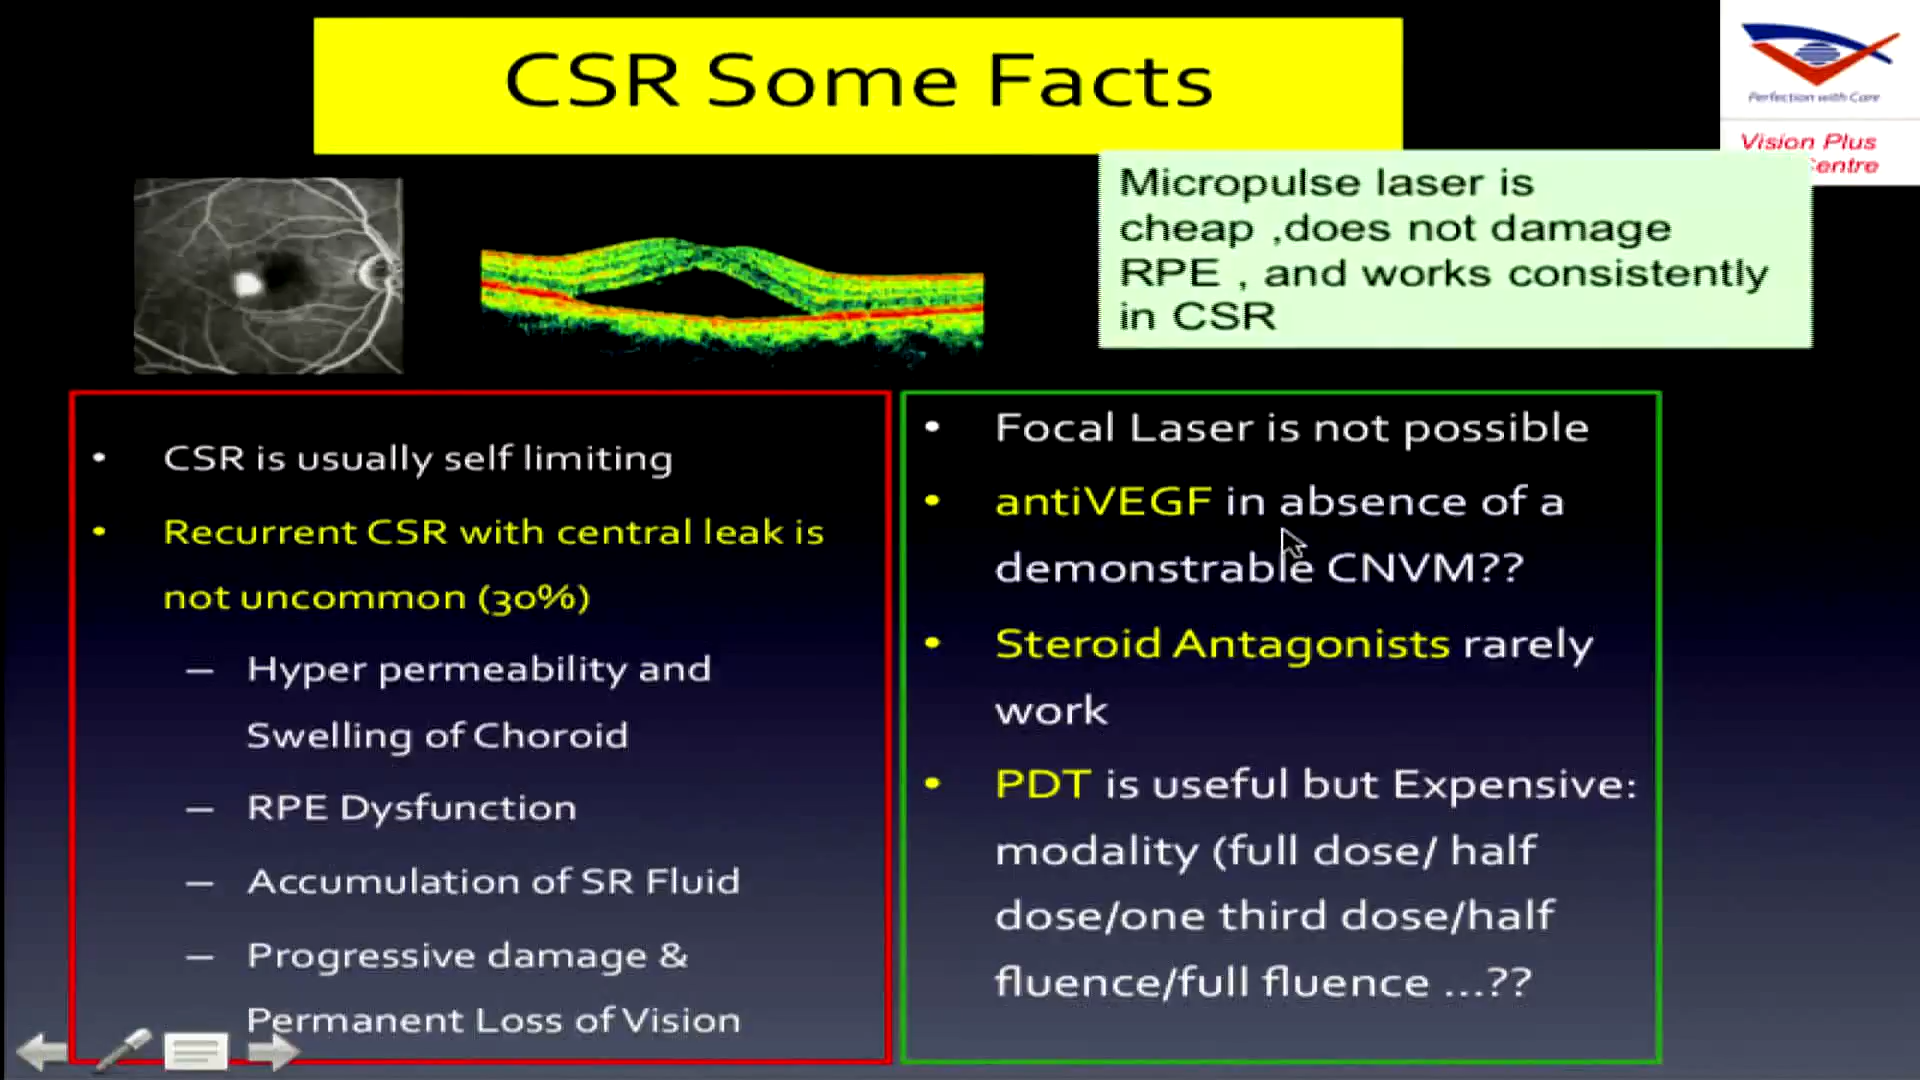 CSR Some Facts
Perfection with Care
Vision Plus
entre
Micropulse laser is
cheap ,does not damage
RPE , and works consistently
in CSR
• CSR is usually self limiting
• Recurrent CSR with central leak is
not uncommon (30%)
– Hyper permeability and
Swelling of Choroid
– RPE Dysfunction
– Accumulation of SR Fluid
– Progressive damage &
Permanent Loss of Vision
• Focal Laser is not possible
• antiVEGF in absence of a
demonstrable CNVM??
• Steroid Antagonists rarely
work
• PDT is useful but Expensive:
modality (full dose/ half
dose/one third dose/half
fluence/full fluence ...??